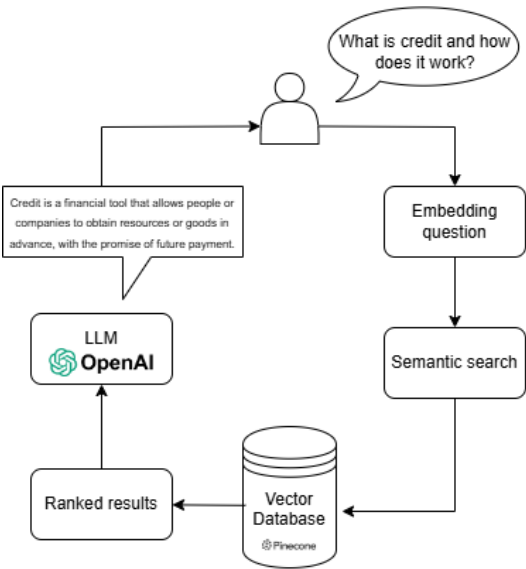 What is credit and how
does it work?
Embedding
question
Semantic search
Vector
Database
Pinecone
Ranked results
LLM
OpenAI
Credit is a financial tool that allows people or
companies to obtain resources or goods in
advance, with the promise of future payment.